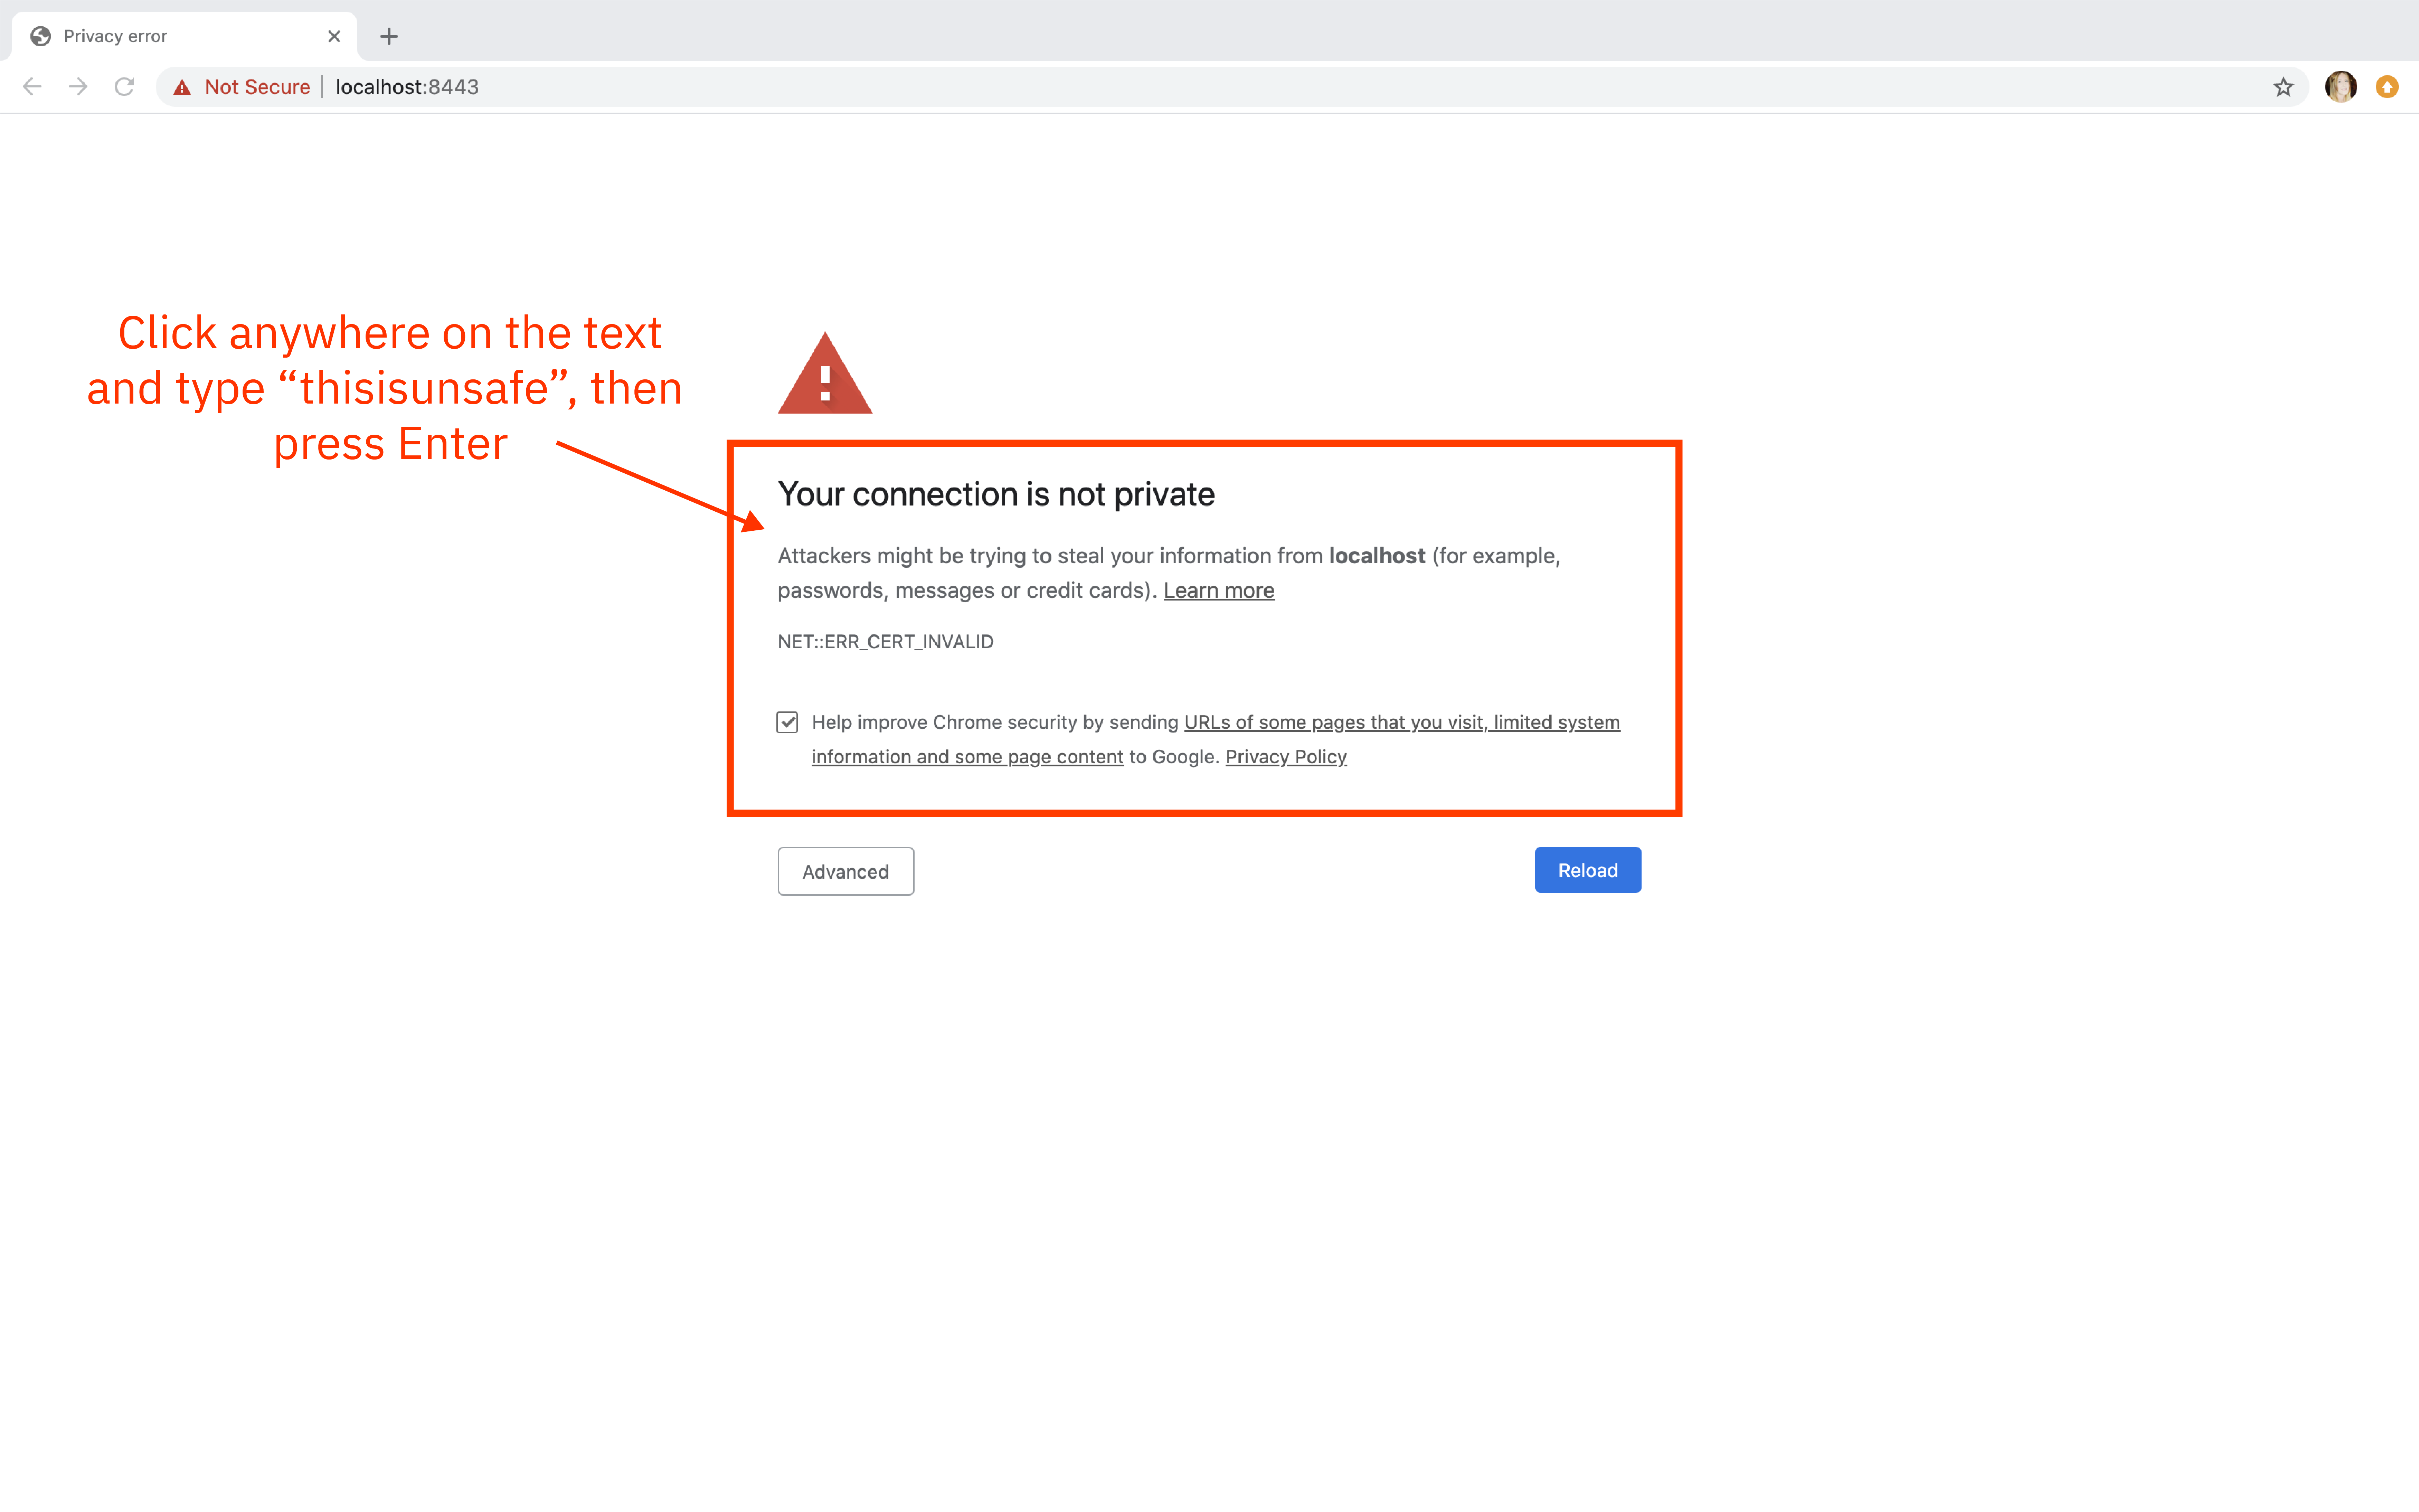 Privacy error
Not Secure | localhost:8443
Click anywhere on the text
and type “thisisunsafe”, then
press Enter
Your connection is not private
Attackers might be trying to steal your information from localhost (for example,
passwords, messages or credit cards). Learn more
NET::ERR_CERT_INVALID
Help improve Chrome security by sending URLs of some pages that you visit, limited system
information and some page content to Google. Privacy Policy
Advanced
Reload